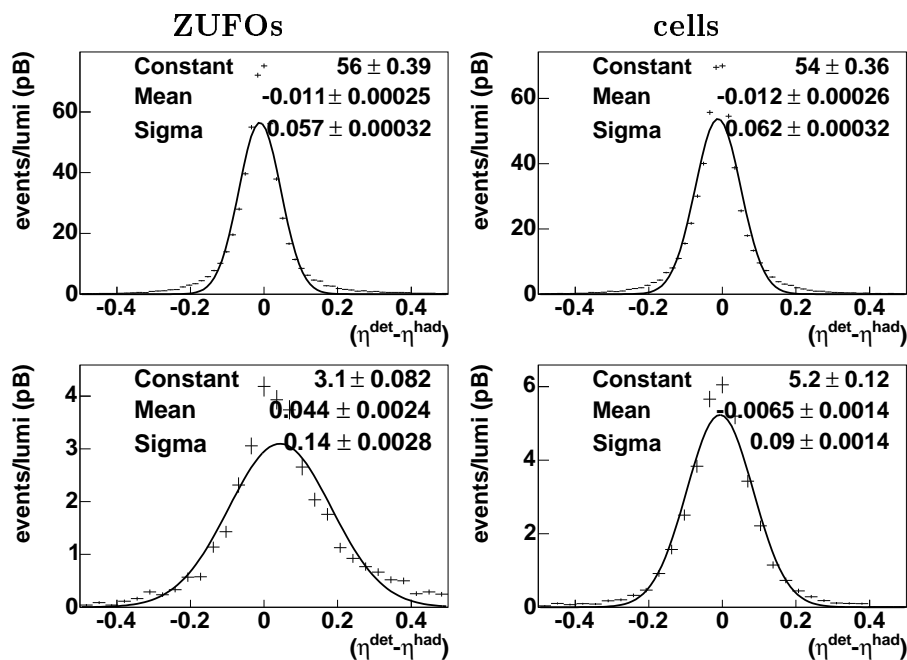 ZUFOs cells
Constant 56 ± 0.39
Mean -0.011 ± 0.00025
Sigma 0.057 ± 0.00032
events/lumi (pB)
60
40
20
0
-0.4 -0.2 0 0.2 0.4
(η^det-η^had)
Constant 54 ± 0.36
Mean -0.012 ± 0.00026
Sigma 0.062 ± 0.00032
events/lumi (pB)
60
40
20
0
-0.4 -0.2 0 0.2 0.4
(η^det-η^had)
Constant 3.1 ± 0.082
Mean 0.044 ± 0.0024
Sigma 0.14 ± 0.0028
events/lumi (pB)
4
3
2
1
0
-0.4 -0.2 0 0.2 0.4
(η^det-η^had)
Constant 5.2 ± 0.12
Mean -0.0065 ± 0.0014
Sigma 0.09 ± 0.0014
events/lumi (pB)
6
4
2
0
-0.4 -0.2 0 0.2 0.4
(η^det-η^had)